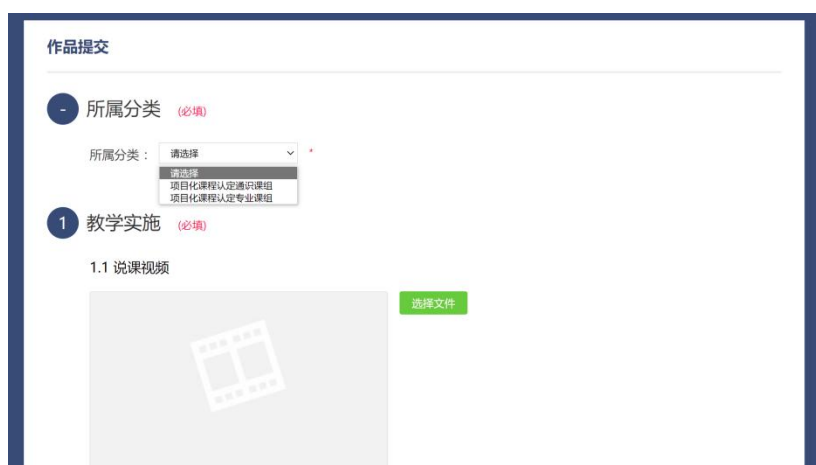 作品提交
- 所属分类 (必填)
所属分类： 请选择 *
请选择
项目化课程认定通识课组
项目化课程认定专业课组
1 教学实施 (必填)
1.1 说课视频
选择文件